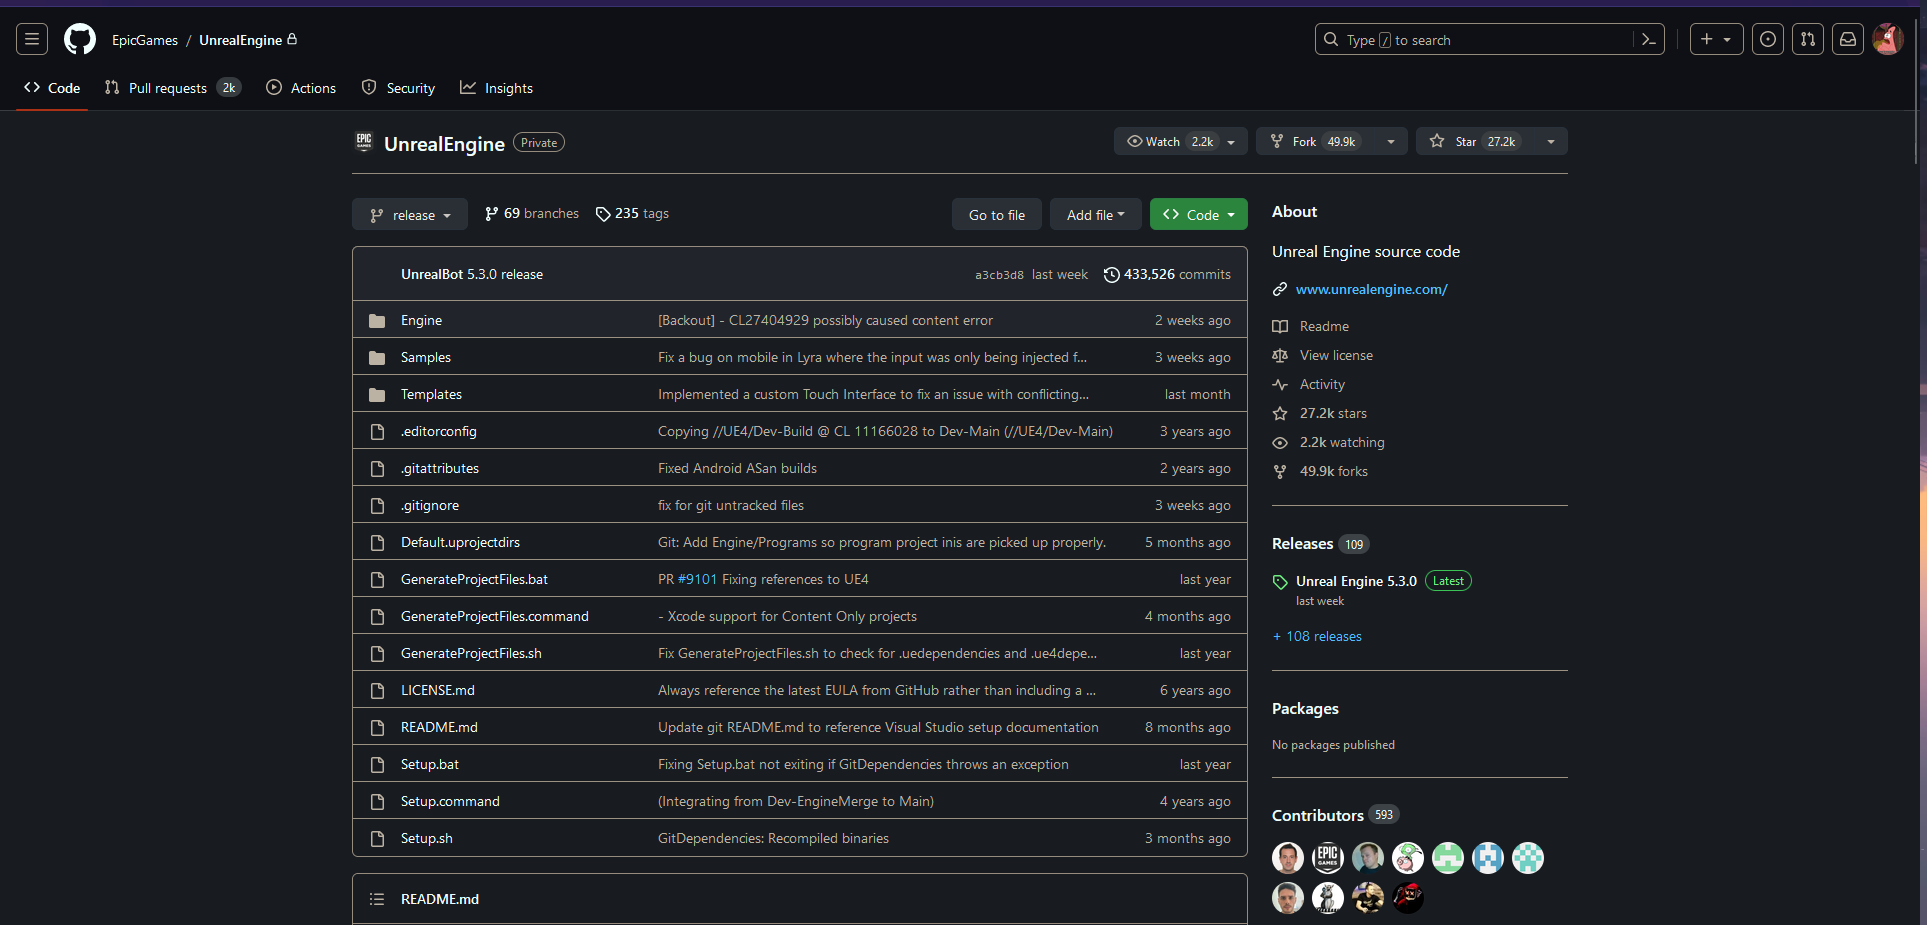 EpicGames / UnrealEngine
Type / to search
Code
Pull requests 2k
Actions
Security
Insights
EPIC GAMES
UnrealEngine Private
Watch 2.2k
Fork 49.9k
Star 27.2k
release
69 branches
235 tags
Go to file
Add file
Code
UnrealBot 5.3.0 release
a3cb3d8 last week
433,526 commits
Engine [Backout] - CL27404929 possibly caused content error 2 weeks ago
Samples Fix a bug on mobile in Lyra where the input was only being injected f... 3 weeks ago
Templates Implemented a custom Touch Interface to fix an issue with conflicting... last month
.editorconfig Copying //UE4/Dev-Build @ CL 11166028 to Dev-Main (//UE4/Dev-Main) 3 years ago
.gitattributes Fixed Android ASan builds 2 years ago
.gitignore fix for git untracked files 3 weeks ago
Default.uprojectdirs Git: Add Engine/Programs so program project inis are picked up properly. 5 months ago
GenerateProjectFiles.bat PR #9101 Fixing references to UE4 last year
GenerateProjectFiles.command - Xcode support for Content Only projects 4 months ago
GenerateProjectFiles.sh Fix GenerateProjectFiles.sh to check for .uedependencies and .ue4depe... last year
LICENSE.md Always reference the latest EULA from GitHub rather than including a ... 6 years ago
README.md Update git README.md to reference Visual Studio setup documentation 8 months ago
Setup.bat Fixing Setup.bat not exiting if GitDependencies throws an exception last year
Setup.command (Integrating from Dev-EngineMerge to Main) 4 years ago
Setup.sh GitDependencies: Recompiled binaries 3 months ago
README.md
About
Unreal Engine source code
www.unrealengine.com/
Readme
View license
Activity
27.2k stars
2.2k watching
49.9k forks
Releases 109
Unreal Engine 5.3.0 Latest
last week
+ 108 releases
Packages
No packages published
Contributors 593
EPIC GAMES